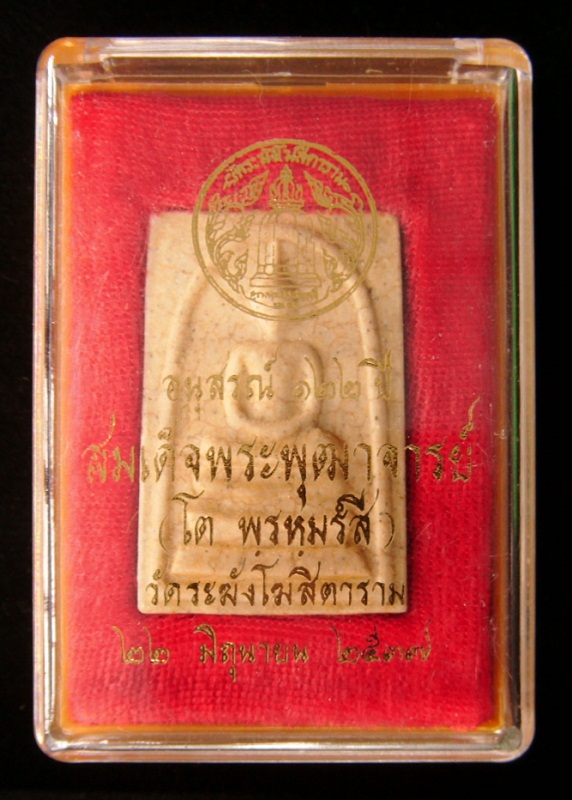 อนุสรณ์ ๑๒๒ ปี
สมเด็จพระพุฒาจารย์
(โต พฺรหฺมรํสี)
วัดระฆังโฆสิตาราม
๒๒ มิถุนายน ๒๕๓๗